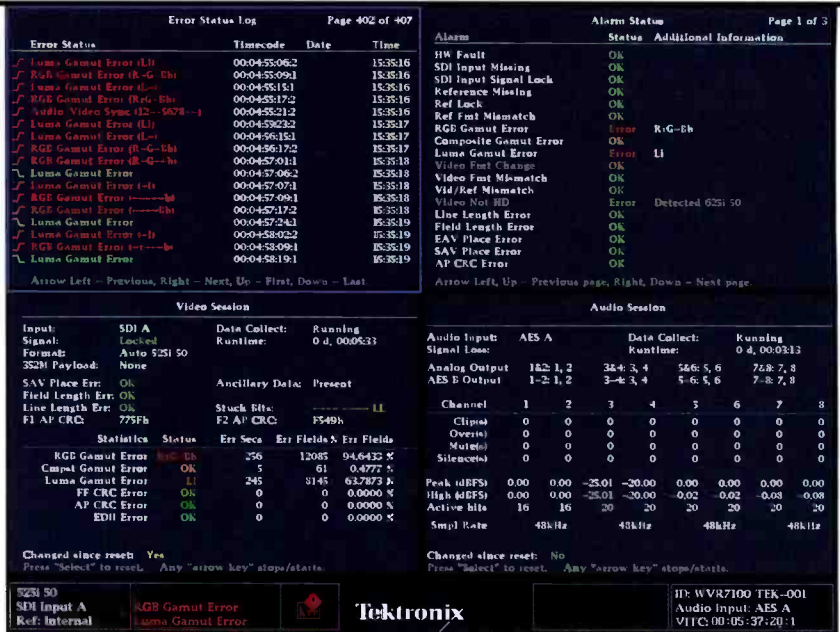 Error Status Log Page 402 of 407
Error Status Timecode Date Time
Luma Gamut Error (Ll) 00:04:55:06:2 15:35:16
RGB Gamut Error (R-G-Bh) 00:04:55:09:1 15:35:16
Luma Gamut Error (L-) 00:04:55:15:1 15:35:16
RGB Gamut Error (RrG-Bh) 00:04:55:17:2 15:35:16
Audio/Video Sync (12--5678--) 00:04:55:21:2 15:35:16
Luma Gamut Error (Ll) 00:04:55:23:2 15:35:17
Luma Gamut Error (L-) 00:04:56:15:1 15:35:17
RGB Gamut Error (R-G-Bh) 00:04:56:17:2 15:35:17
RGB Gamut Error (R-G--h) 00:04:57:01:1 15:35:18
Luma Gamut Error 00:04:57:06:2 15:35:18
Luma Gamut Error (-l) 00:04:57:07:1 15:35:18
RGB Gamut Error (-----h) 00:04:57:09:1 15:35:18
RGB Gamut Error (----Bh) 00:04:57:17:2 15:35:18
Luma Gamut Error 00:04:57:24:1 15:35:19
Luma Gamut Error (-l) 00:04:58:02:2 15:35:19
RGB Gamut Error 00:04:58:09:1 15:35:19
Luma Gamut Error 00:04:58:19:1 15:35:19
Arrow Left - Previous, Right - Next, Up - First, Down - Last
Alarm Status Page 1 of 3
Alarm Status Additional Information
HW Fault OK
SDI Input Missing OK
SDI Input Signal Lock OK
Reference Missing OK
Ref Lock OK
Ref Fmt Mismatch OK
RGB Gamut Error Error RrG-Bh
Composite Gamut Error OK
Luma Gamut Error Error Ll
Video Fmt Change OK
Video Fmt Mismatch OK
Vid/Ref Mismatch OK
Video Not HD Error Detected 625i 50
Line Length Error OK
Field Length Error OK
EAV Place Error OK
SAV Place Error OK
AP CRC Error OK
Arrow Left, Up - Previous page, Right, Down - Next page
Video Session
Input: SDI A Data Collect: Running
Signal: Locked Runtime: 0 d, 00:05:33
Format: Auto 525i 50
352M Payload: None
SAV Place Err: OK Ancillary Data: Present
Field Length Err: OK
Line Length Err: OK Stuck Bits: ---------- LL
F1 AP CRC: 775Fh F2 AP CRC: F549h
Statistics Status Err Secs Err Fields % Err Fields
RGB Gamut Error RrG-Bh 256 12085 94.6433 %
Cmpst Gamut Error OK 5 61 0.4777 %
Luma Gamut Error Ll 245 8145 63.7873 %
FF CRC Error OK 0 0 0.0000 %
AP CRC Error OK 0 0 0.0000 %
EDH Error OK 0 0 0.0000 %
Changed since reset: Yes
Press "Select" to reset. Any "arrow key" stops/starts.
Audio Session
Audio Input: AES A Data Collect: Running
Signal Loss: Runtime: 0 d, 00:03:13
Analog Output 1&2: 1, 2 3&4: 3, 4 5&6: 5, 6 7&8: 7, 8
AES B Output 1-2: 1, 2 3-4: 3, 4 5-6: 5, 6 7-8: 7, 8
Channel 1 2 3 4 5 6 7 8
Clip(s) 0 0 0 0 0 0 0 0
Over(s) 0 0 0 0 0 0 0 0
Mute(s) 0 0 0 0 0 0 0 0
Silence(s) 0 0 0 0 0 0 0 0
Peak (dBFS) 0.00 0.00 -25.01 -20.00 0.00 0.00 0.00 0.00
High (dBFS) 0.00 0.00 -25.01 -20.00 -0.02 -0.02 -0.08 -0.08
Active bits 16 16 20 20 20 20 20 20
Smpl Rate 48kHz 48kHz 48kHz 48kHz
Changed since reset: No
Press "Select" to reset. Any "arrow key" stops/starts.
525i 50
SDI Input A
Ref: Internal
RGB Gamut Error
Luma Gamut Error
Tektronix
ID: WVR7100 TEK-001
Audio Input: AES A
VITC: 00:05:37:20:1